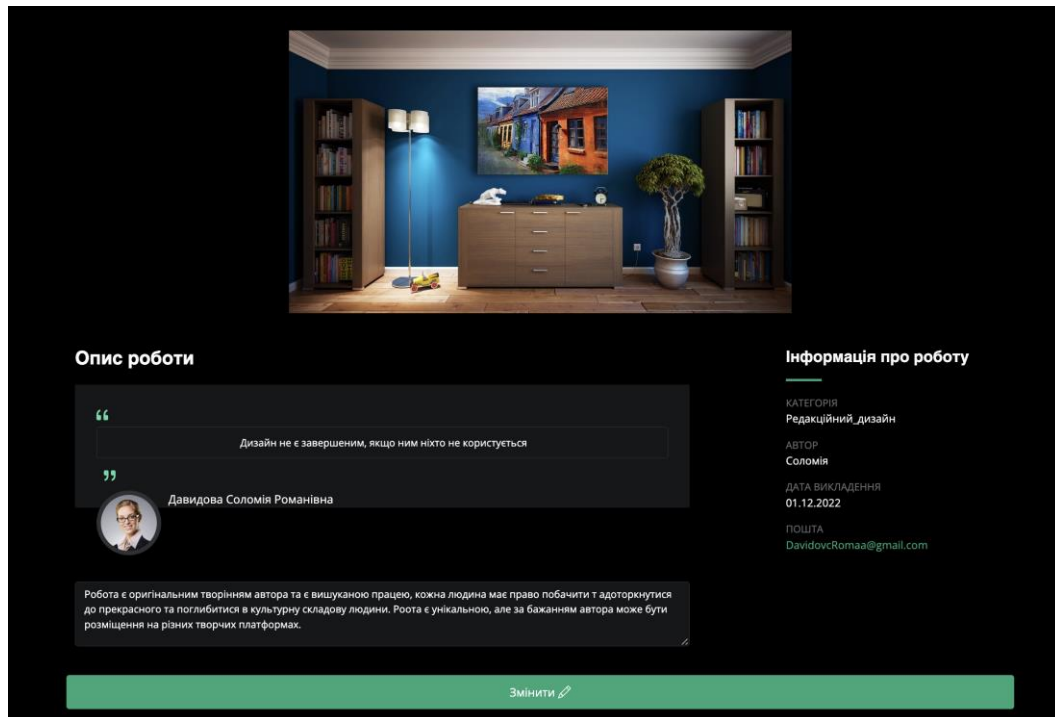 Опис роботи
“
Дизайн не є завершеним, якщо ним ніхто не користується
”
Давидова Соломія Романівна
Робота є оригінальним творінням автора та є вишуканою працею, кожна людина має право побачити т адоторкнутися
до прекрасного та поглибитися в культурну складову людини. Роота є унікальною, але за бажанням автора може бути
розміщення на різних творчих платформах.
Інформація про роботу
КАТЕГОРІЯ
Редакційний_дизайн
АВТОР
Соломія
ДАТА ВИКЛАДЕННЯ
01.12.2022
ПОШТА
DavidovcRomaa@gmail.com
Змінити